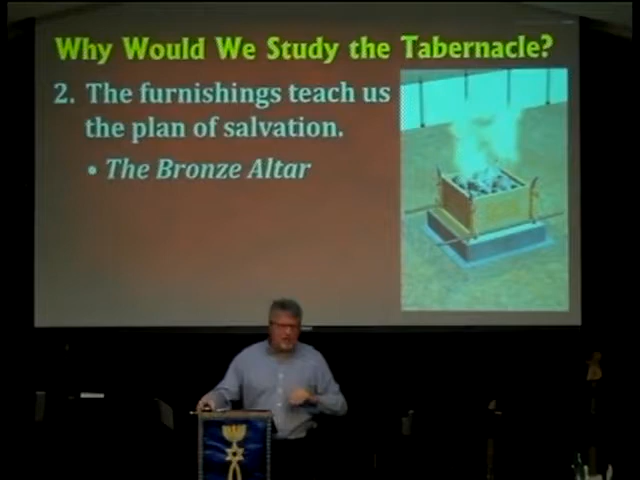 Why Would We Study the Tabernacle?
2. The furnishings teach us
the plan of salvation.
• The Bronze Altar